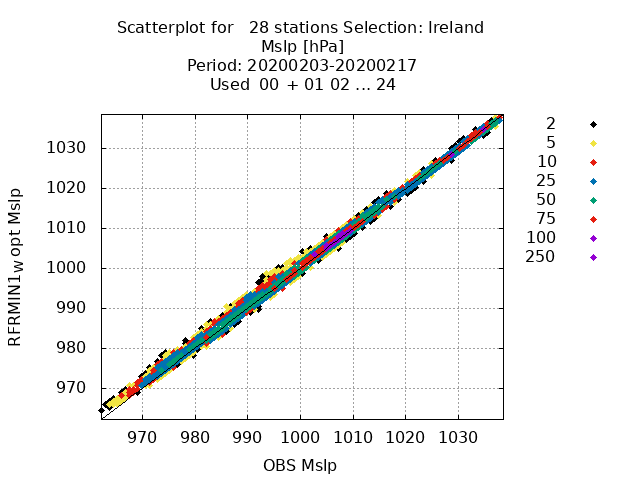 Scatterplot for 28 stations Selection: Ireland
Mslp [hPa]
Period: 20200203-20200217
Used 00 + 01 02 ... 24
2
5
10
25
50
75
100
250
RFRMIN1wopt Mslp
1030
1020
1010
1000
990
980
970
970 980 990 1000 1010 1020 1030
OBS Mslp